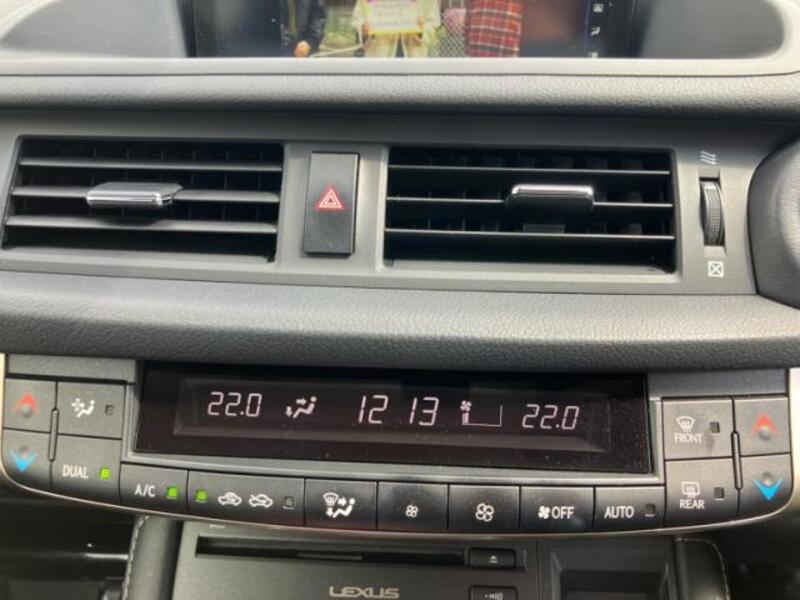 22.0 12 13 22.0
FRONT
DUAL
A/C OFF AUTO REAR
LEXUS